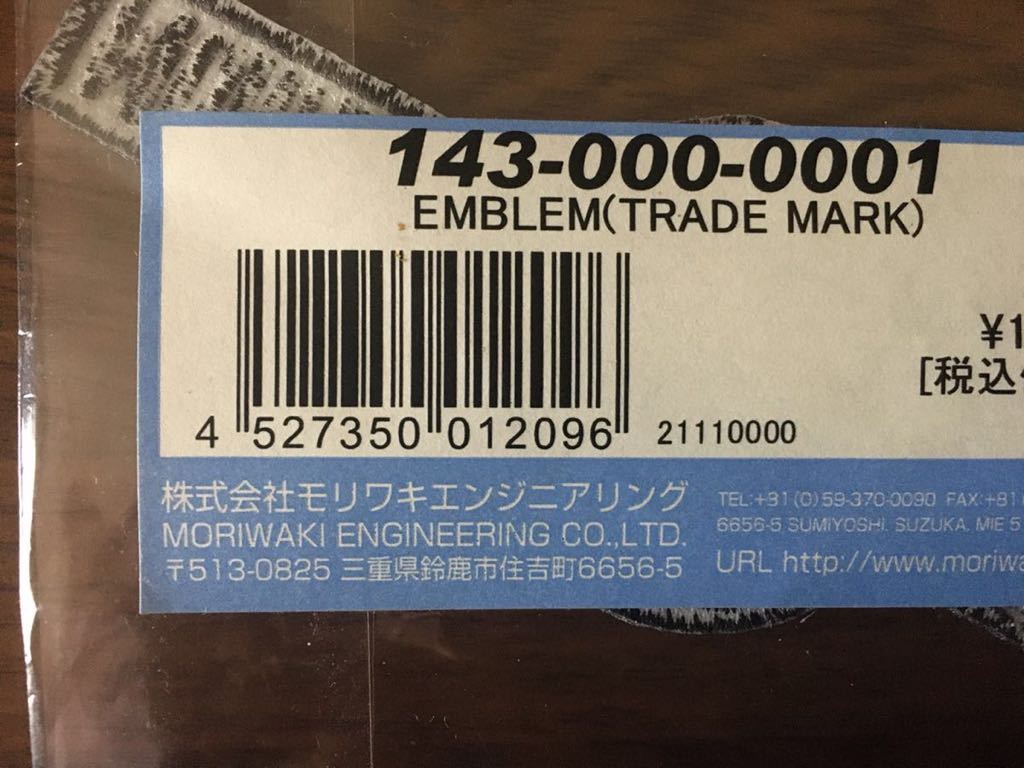 143-000-0001
EMBLEM(TRADE MARK)
¥1
[税込
4 527350 012096 21110000
株式会社モリワキエンジニアリング
MORIWAKI ENGINEERING CO.,LTD.
〒513-0825 三重県鈴鹿市住吉町6656-5
TEL:+81(0)59-370-0090 FAX:+81
6656-5 SUMIYOSHI. SUZUKA. MIE 5
URL http://www.moriwa